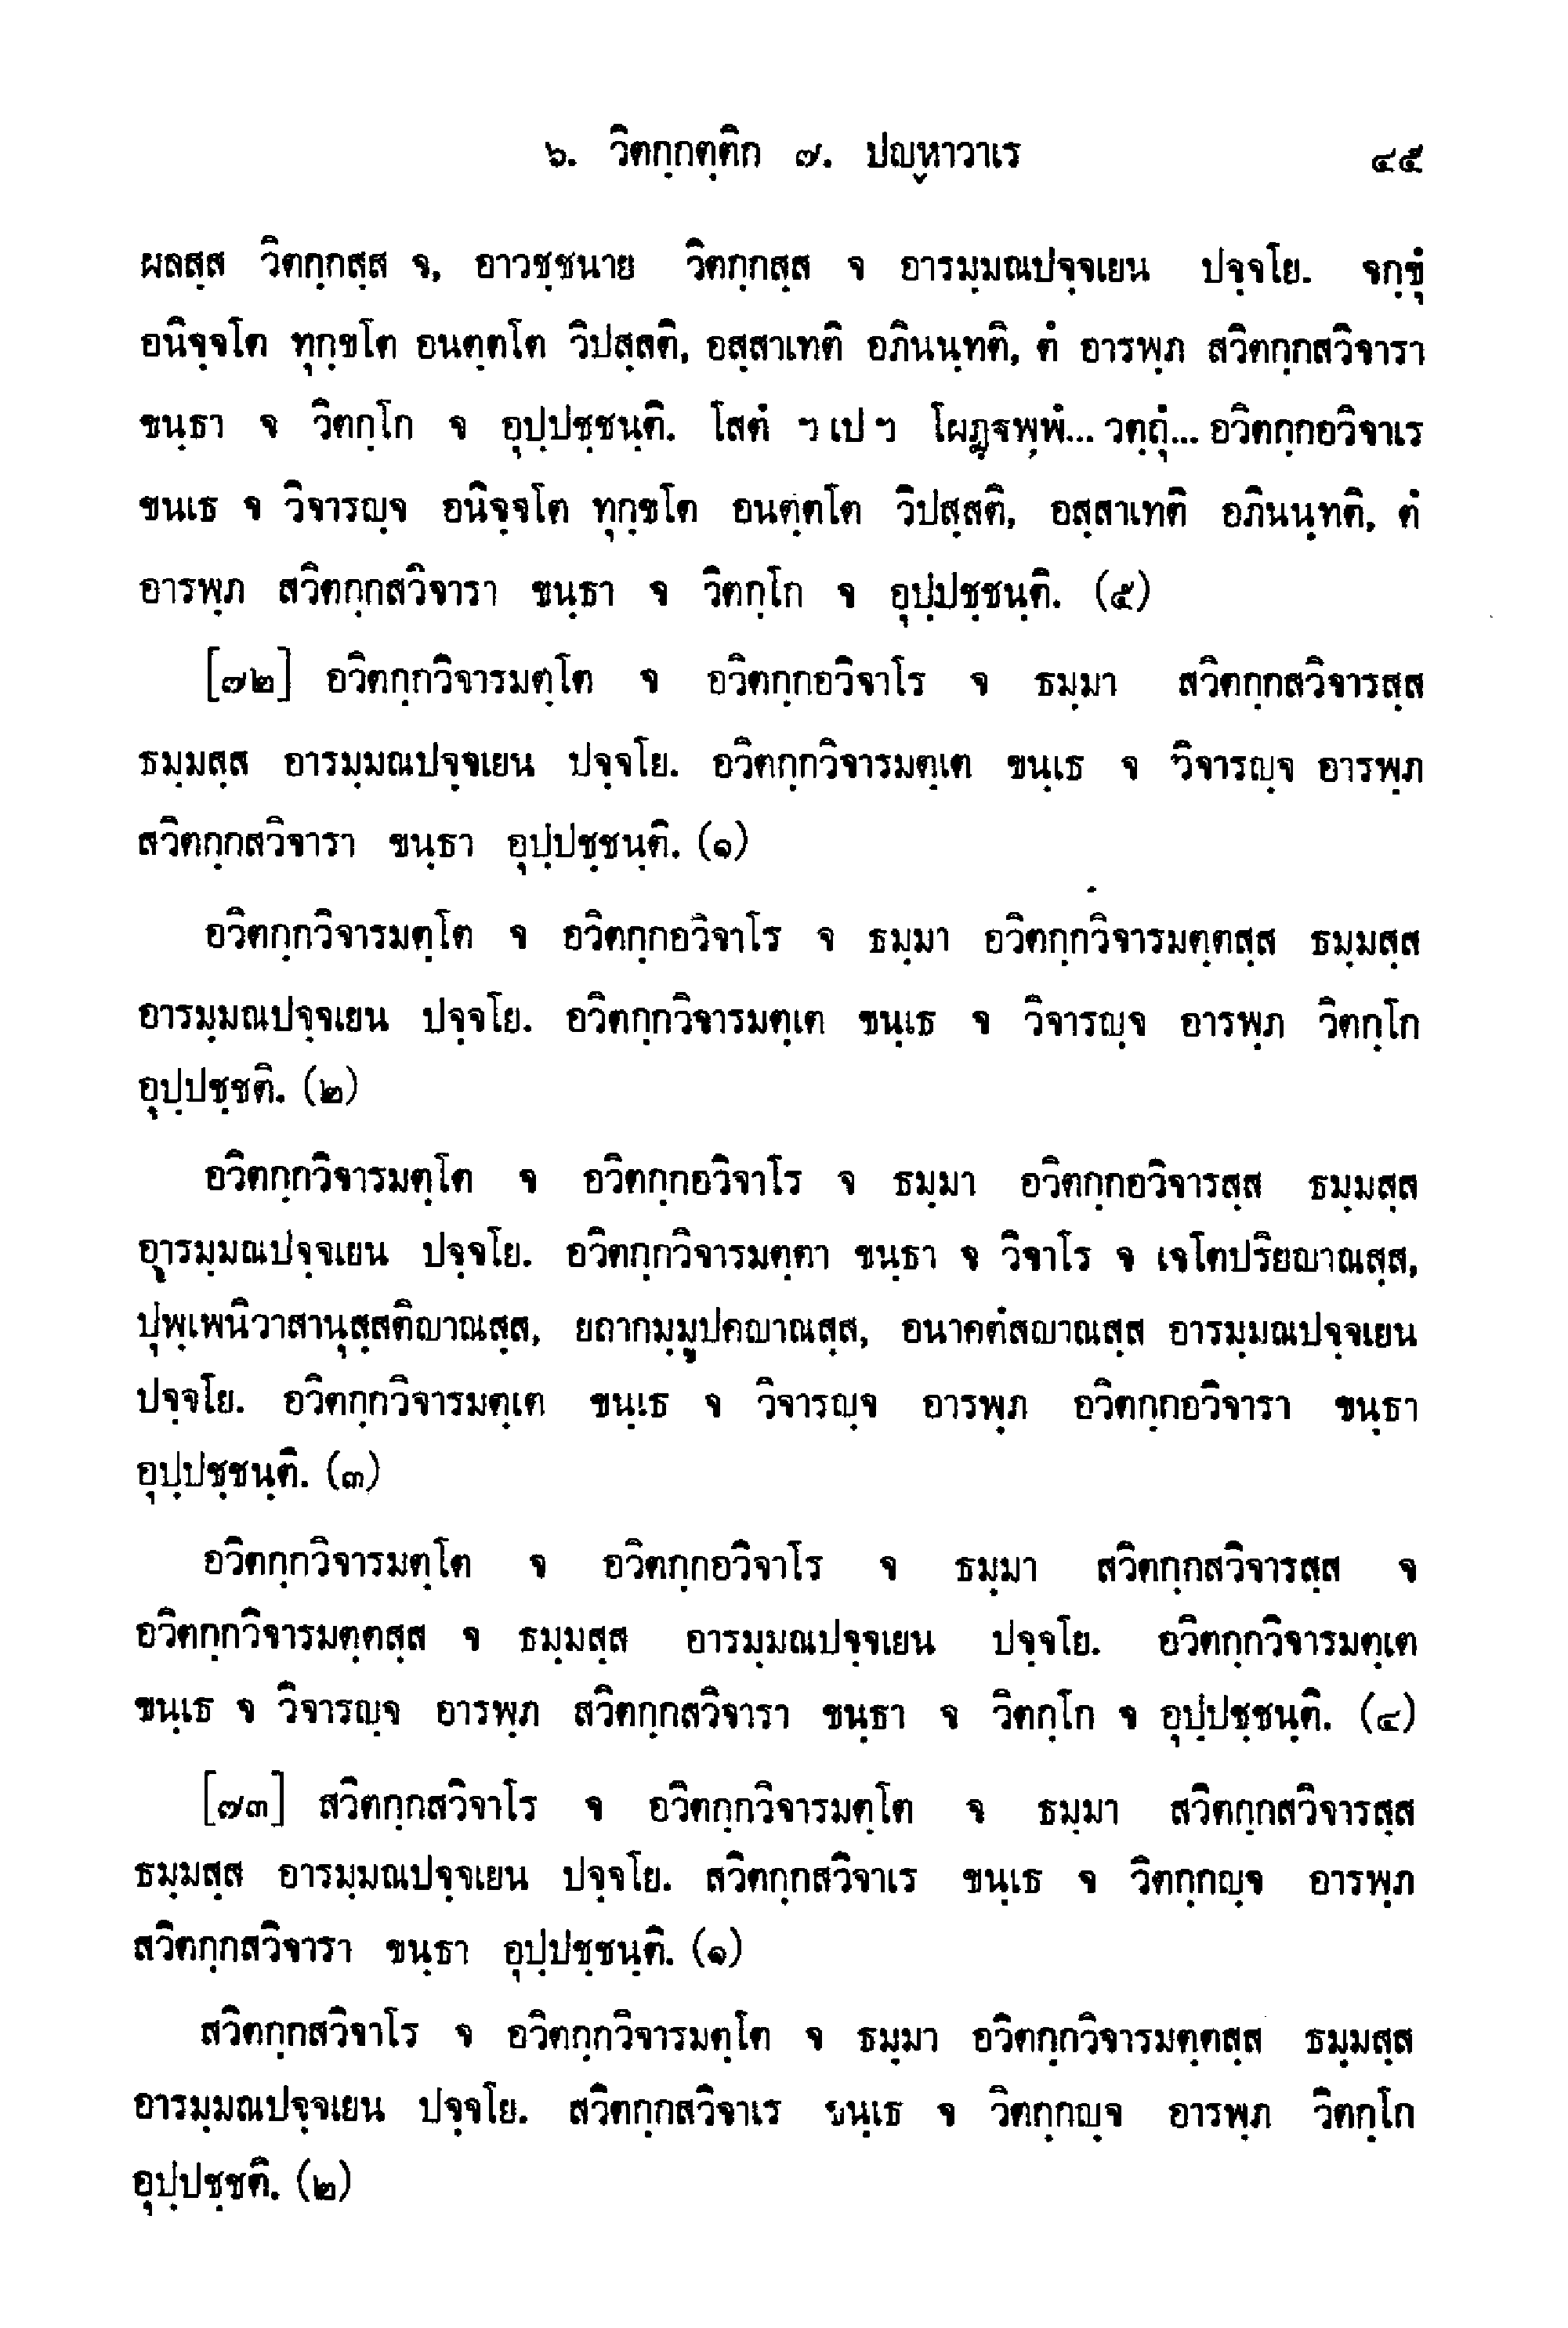 ๖. วิตกฺกตฺติก ๗. ปญฺหาวาเร ๔๕
ผลสฺส วิตกฺกสฺส จ, อาวชฺชนาย วิตกฺกสฺส จ อารมฺมณปจฺจเยน ปจฺจโย. จกฺขุํ
อนิจฺจโต ทุกฺขโต อนตฺตโต วิปสฺสติ, อสฺสาเทติ อภินนฺทติ, ตํ อารพฺภ สวิตกฺกสวิจารา
ขนฺธา จ วิตกฺโก จ อุปฺปชฺชนฺติ. โสตํ ฯ เป ฯ โผฏฺฐพฺพํ... วตฺถุํ... อวิตกฺกอวิจาเร
ขนเธ จ วิจารญฺจ อนิจฺจโต ทุกฺขโต อนตฺตโต วิปสฺสติ, อสฺสาเทติ อภินนฺทติ, ตํ
อารพฺภ สวิตกฺกสวิจารา ขนฺธา จ วิตกฺโก จ อุปฺปชฺชนฺติ. (๕)
[๗๒] อวิตกฺกวิจารมตฺโต จ อวิตกฺกอวิจาโร จ ธมฺมา สวิตกฺกสวิจารสฺส
ธมฺมสฺส อารมฺมณปจฺจเยน ปจฺจโย. อวิตกฺกวิจารมตฺเต ขนฺเธ จ วิจารญฺจ อารพฺภ
สวิตกฺกสวิจารา ขนฺธา อุปฺปชฺชนฺติ. (๑)
อวิตกฺกวิจารมตฺโต จ อวิตกฺกอวิจาโร จ ธมฺมา อวิตกฺกวิจารมตฺตสฺส ธมฺมสฺส
อารมฺมณปจฺจเยน ปจฺจโย. อวิตกฺกวิจารมตฺเต ขนฺเธ จ วิจารญฺจ อารพฺภ วิตกฺโก
อุปฺปชฺชติ. (๒)
อวิตกฺกวิจารมตฺโต จ อวิตกฺกอวิจาโร จ ธมฺมา อวิตกฺกอวิจารสฺส ธมฺมสฺส
อารมฺมณปจฺจเยน ปจฺจโย. อวิตกฺกวิจารมตฺตา ขนฺธา จ วิจาโร จ เจโตปริยญาณสฺส,
ปุพฺเพนิวาสานุสฺสติญาณสฺส, ยถากมฺมูปคญาณสฺส, อนาคตํสญาณสฺส อารมฺมณปจฺจเยน
ปจฺจโย. อวิตกฺกวิจารมตฺเต ขนฺเธ จ วิจารญฺจ อารพฺภ อวิตกฺกอวิจารา ขนฺธา
อุปฺปชฺชนฺติ. (๓)
อวิตกฺกวิจารมตฺโต จ อวิตกฺกอวิจาโร จ ธมฺมา สวิตกฺกสวิจารสฺส จ
อวิตกฺกวิจารมตฺตสฺส จ ธมฺมสฺส อารมฺมณปจฺจเยน ปจฺจโย. อวิตกฺกวิจารมตฺเต
ขนฺเธ จ วิจารญฺจ อารพฺภ สวิตกฺกสวิจารา ขนฺธา จ วิตกฺโก จ อุปฺปชฺชนฺติ. (๔)
[๗๓] สวิตกฺกสวิจาโร จ อวิตกฺกวิจารมตฺโต จ ธมฺมา สวิตกฺกสวิจารสฺส
ธมฺมสฺส อารมฺมณปจฺจเยน ปจฺจโย. สวิตกฺกสวิจาเร ขนฺเธ จ วิตกฺกญฺจ อารพฺภ
สวิตกฺกสวิจารา ขนฺธา อุปฺปชฺชนฺติ. (๑)
สวิตกฺกสวิจาโร จ อวิตกฺกวิจารมตฺโต จ ธมฺมา อวิตกฺกวิจารมตฺตสฺส ธมฺมสฺส
อารมฺมณปจฺจเยน ปจฺจโย. สวิตกฺกสวิจาเร ขนฺเธ จ วิตกฺกญฺจ อารพฺภ วิตกฺโก
อุปฺปชฺชติ. (๒)